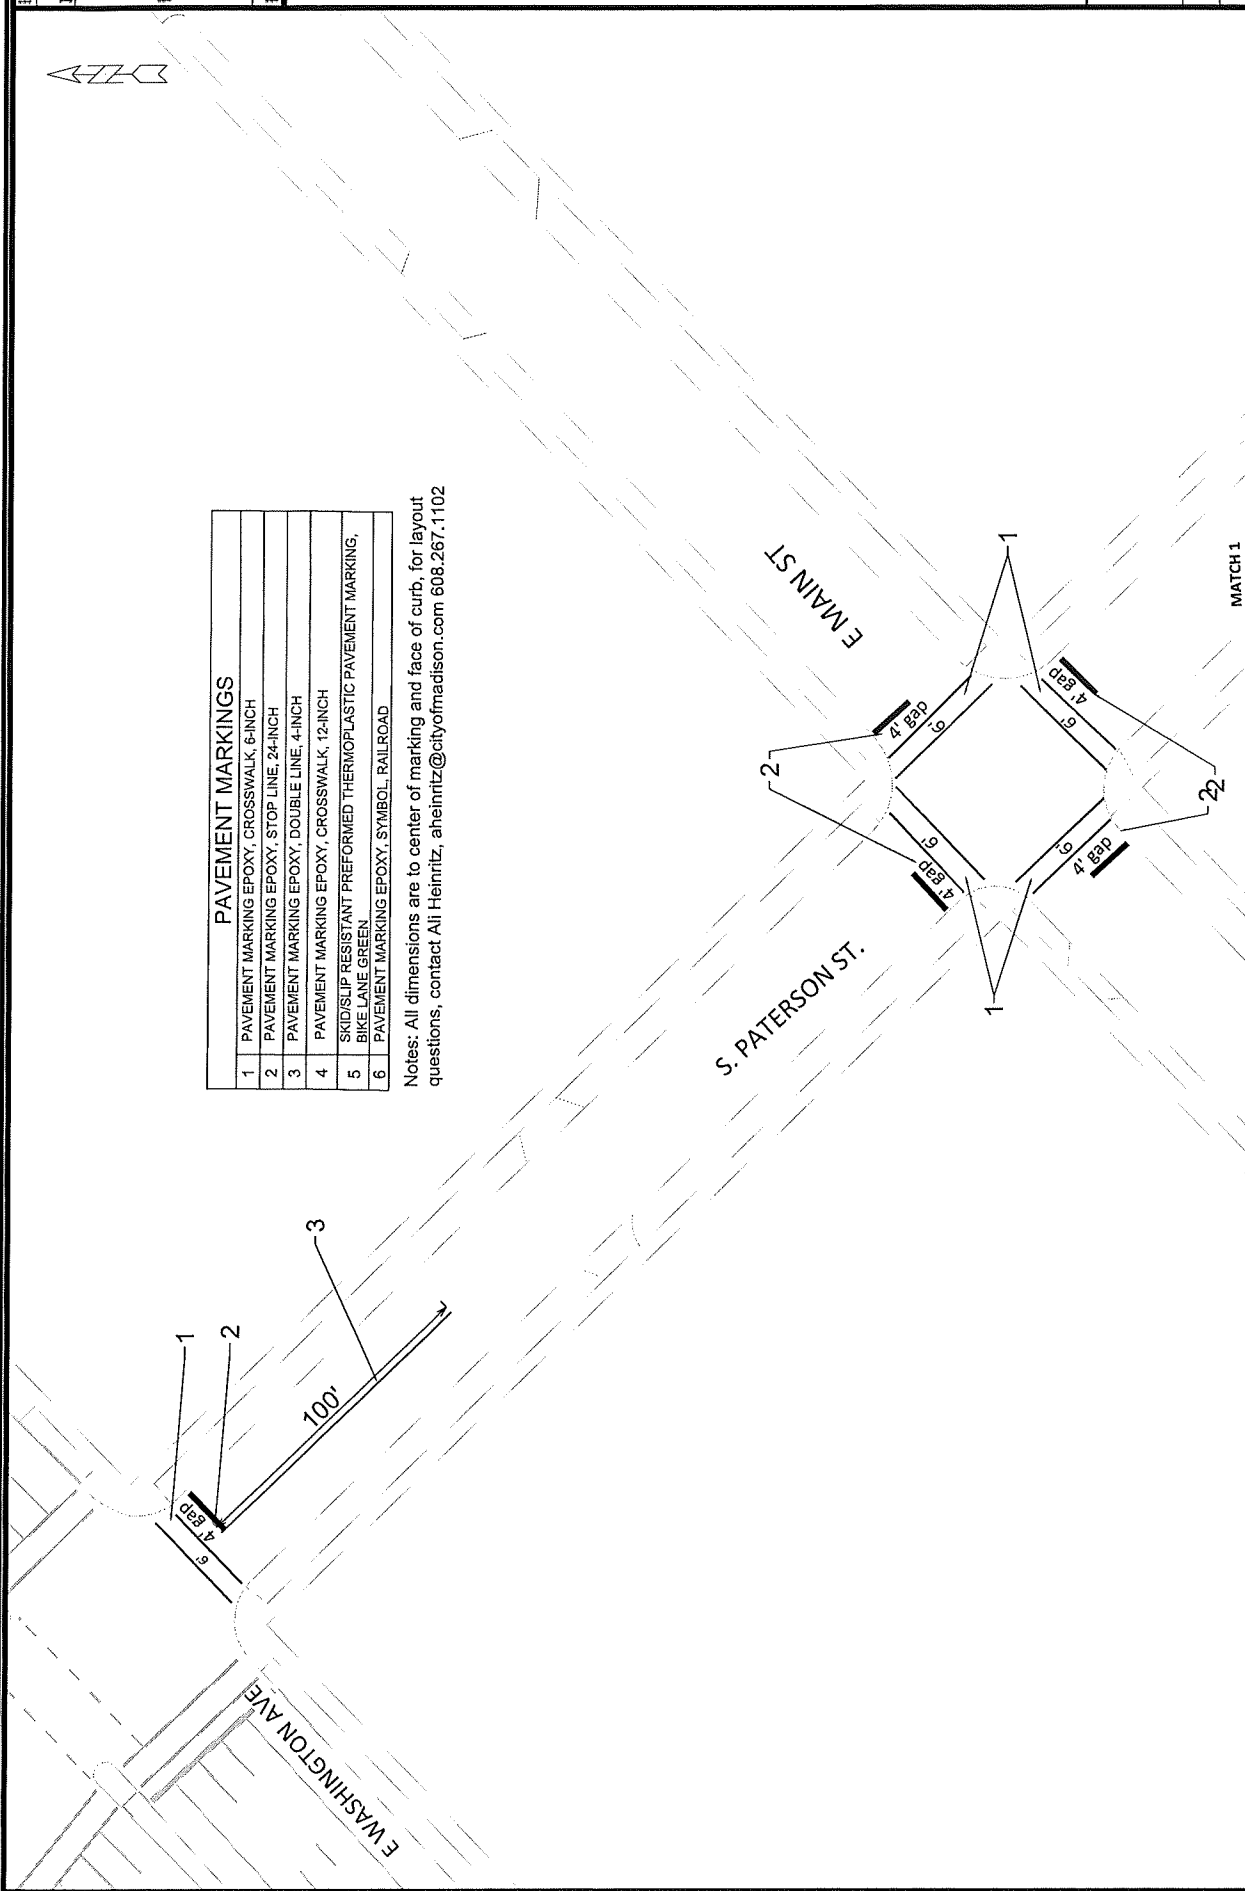 N
PAVEMENT MARKINGS
1 PAVEMENT MARKING EPOXY, CROSSWALK, 6-INCH
2 PAVEMENT MARKING EPOXY, STOP LINE, 24-INCH
3 PAVEMENT MARKING EPOXY, DOUBLE LINE, 4-INCH
4 PAVEMENT MARKING EPOXY, CROSSWALK, 12-INCH
5 SKID/SLIP RESISTANT PREFORMED THERMOPLASTIC PAVEMENT MARKING,
BIKE LANE GREEN
6 PAVEMENT MARKING EPOXY, SYMBOL, RAILROAD
Notes: All dimensions are to center of marking and face of curb, for layout
questions, contact Ali Heinritz, aheinritz@cityofmadison.com 608.267.1102
E WASHINGTON AVE
6'
4' gap
1
2
100'
3
S. PATERSON ST.
E MAIN ST
2
4' gap
6'
4' gap
6'
1
1
6'
4' gap
6'
4' gap
2
2
MATCH 1